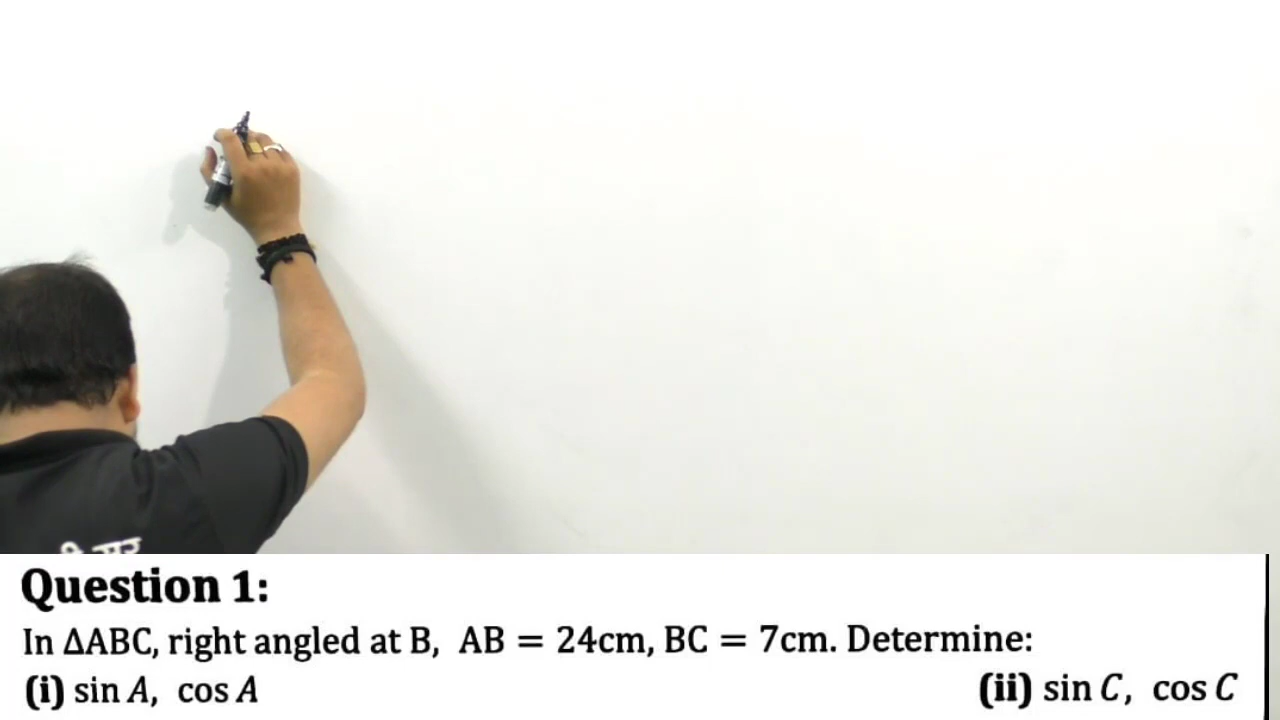 Question 1:
In ΔABC, right angled at B, AB = 24cm, BC = 7cm. Determine:
(i) sin A, cos A (ii) sin C, cos C